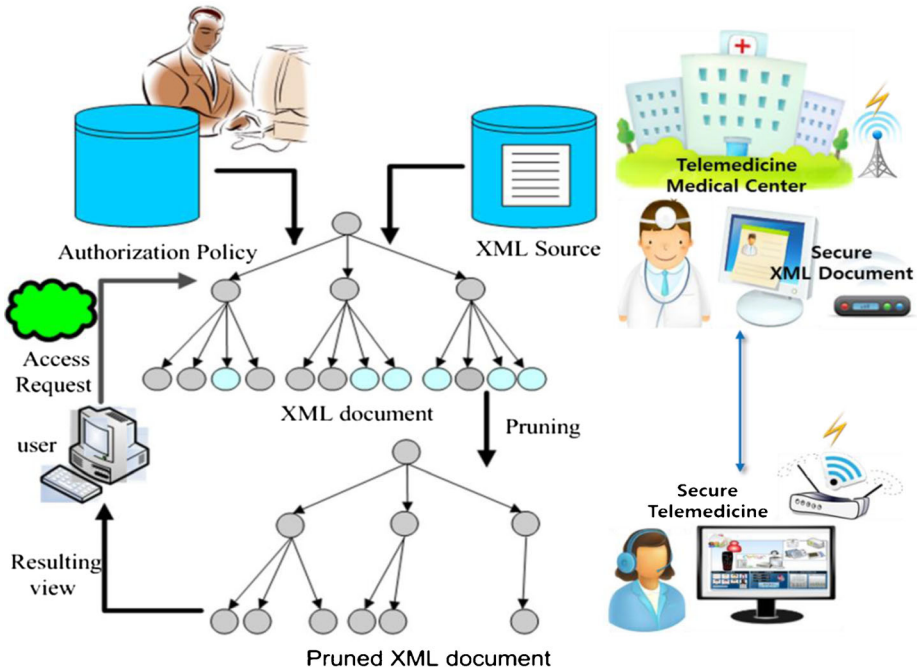 Authorization Policy
XML Source
Telemedicine
Medical Center
Secure
XML Document
Access
Request
XML document
Pruning
user
Secure
Telemedicine
Resulting
view
Pruned XML document